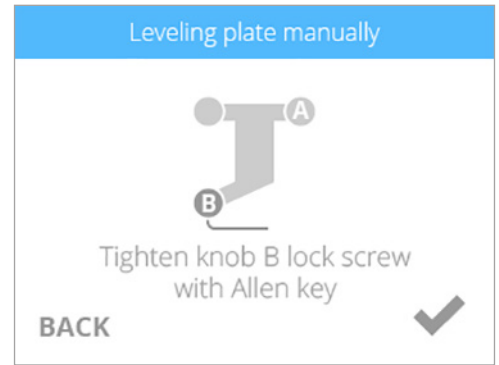 Leveling plate manually
A
B
Tighten knob B lock screw
with Allen key
BACK